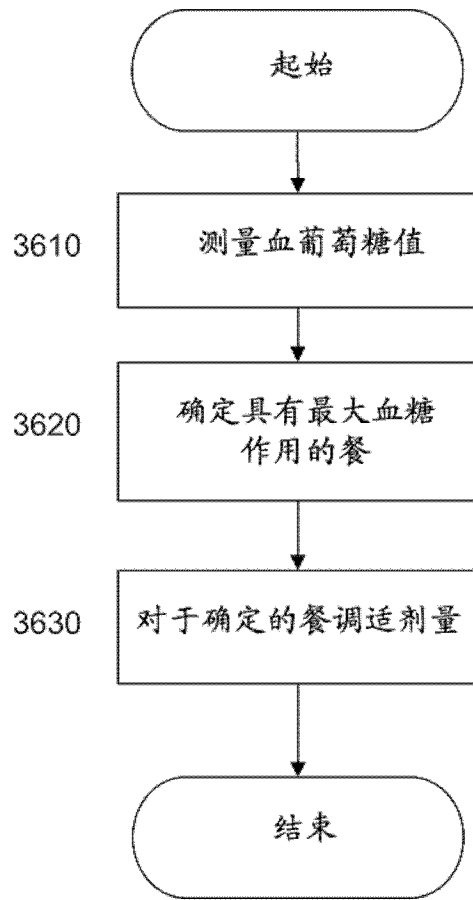 起始
3610
测量血葡萄糖值
3620
确定具有最大血糖
作用的餐
3630
对于确定的餐调适剂量
结束